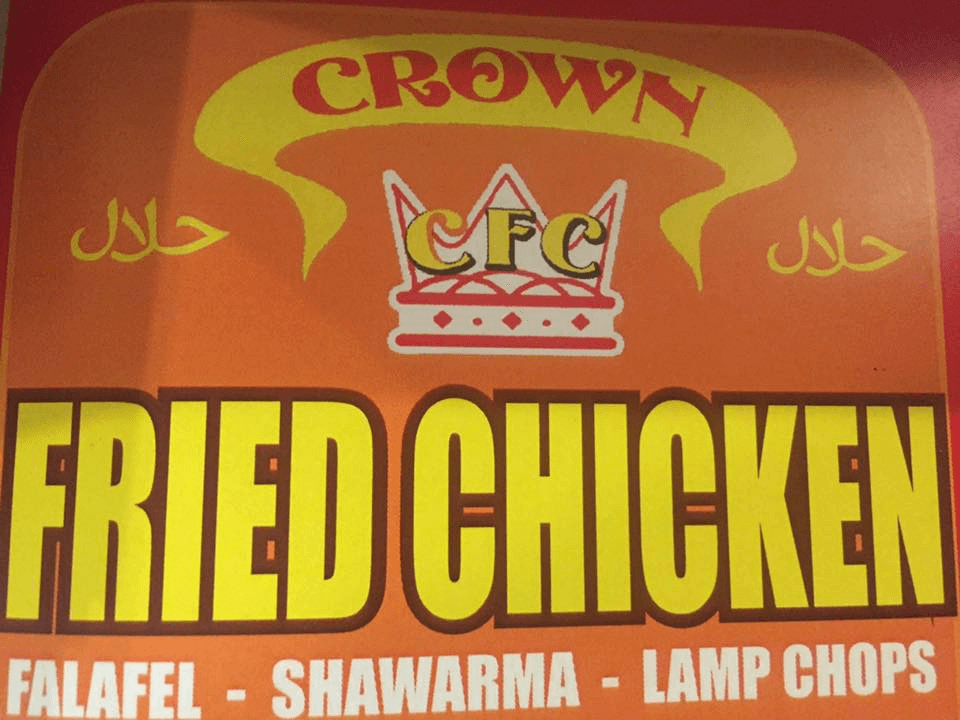 CROWN
حلال
CFC
حلال
FRIED CHICKEN
FALAFEL - SHAWARMA - LAMP CHOPS